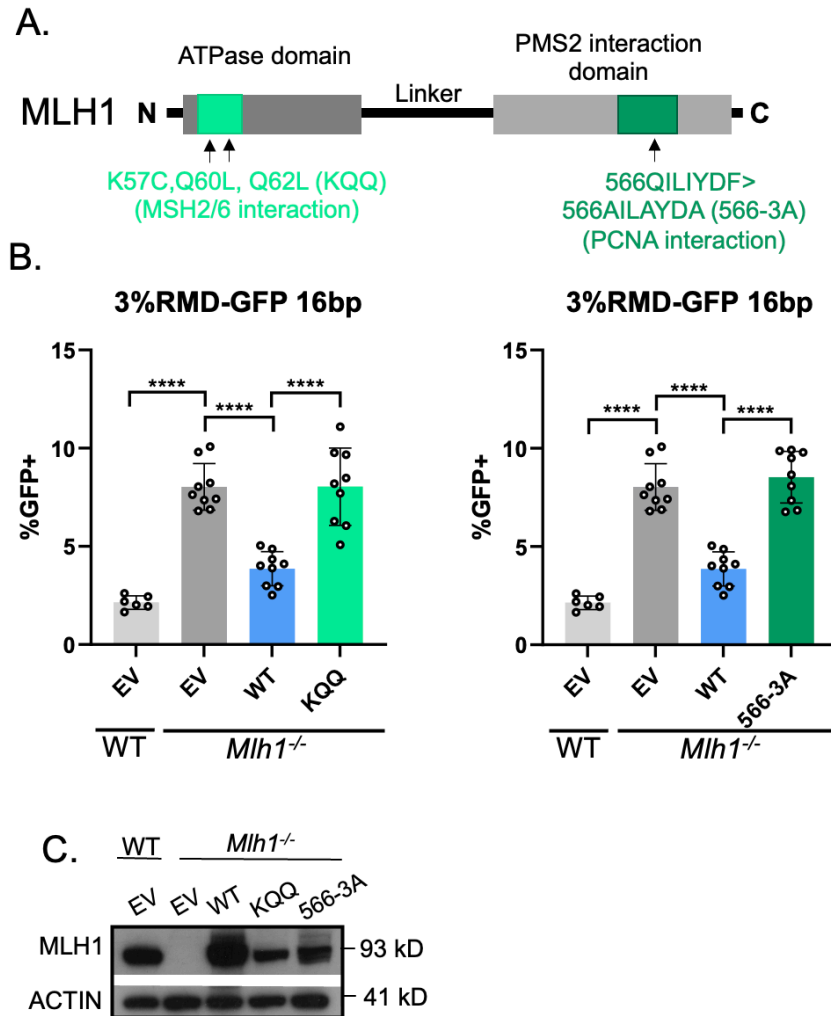 A.
ATPase domain
PMS2 interaction
domain
MLH1 N Linker C
K57C,Q60L, Q62L (KQQ)
(MSH2/6 interaction)
566QILIYDF>
566AILAYDA (566-3A)
(PCNA interaction)
B.
3%RMD-GFP 16bp
15
10
5
0
%GFP+
****
****
****
EV
EV
WT
KQQ
WT
Mlh1-/-
3%RMD-GFP 16bp
15
10
5
0
%GFP+
****
****
****
EV
EV
WT
566-3A
WT
Mlh1-/-
C.
WT Mlh1-/-
EV EV WT KQQ 566-3A
MLH1 93 kD
ACTIN 41 kD